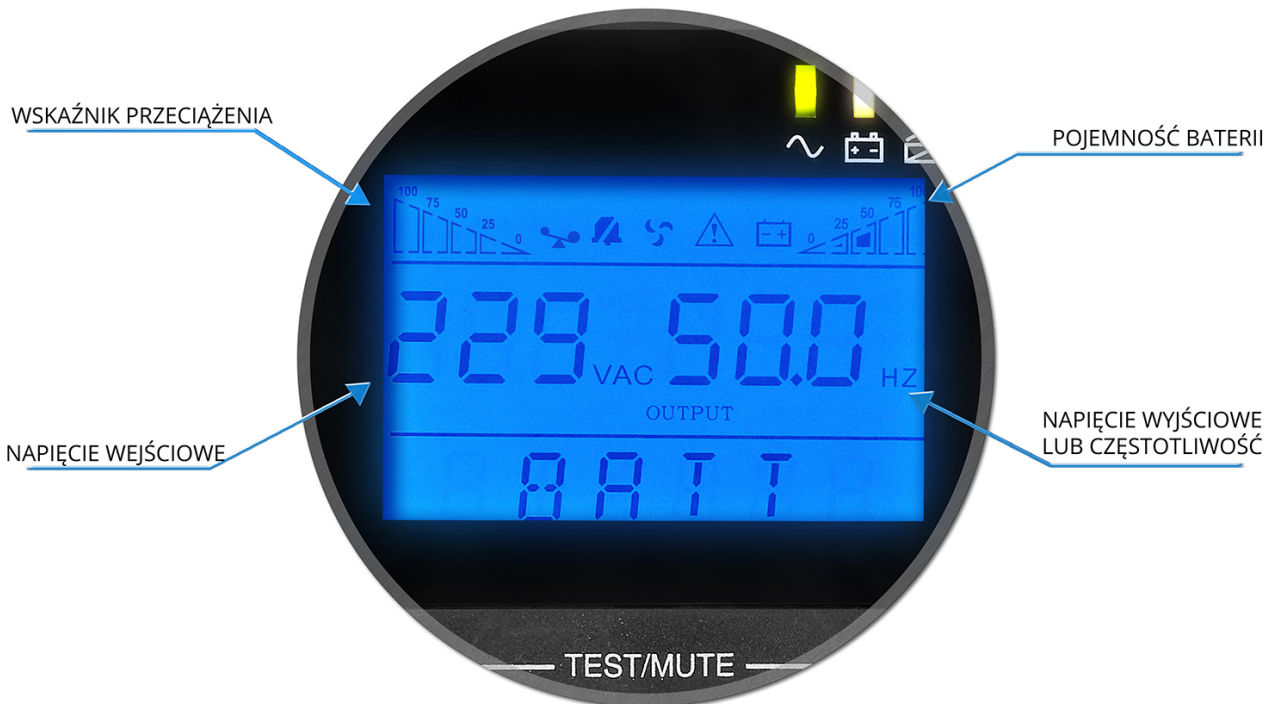 WSKAŹNIK PRZECIĄŻENIA
POJEMNOŚĆ BATERII
100
75
50
25
0
0
25
50
75
229 VAC 50.0 HZ
OUTPUT
NAPIĘCIE WEJŚCIOWE
NAPIĘCIE WYJŚCIOWE
LUB CZĘSTOTLIWOŚĆ
BATT
TEST/MUTE